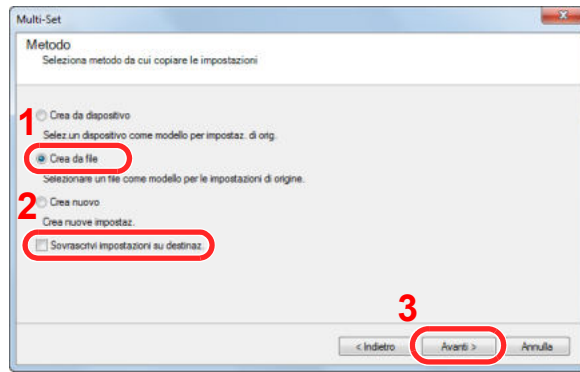 Multi-Set
Metodo
Seleziona metodo da cui copiare le impostazioni
1
Crea da dispositivo
Selez.un dispositivo come modello per impostaz. di orig.
Crea da file
Selezionare un file come modello per le impostazioni di origine.
2
Crea nuovo
Crea nuove impostaz.
Sovrascrivi impostazioni su destinaz.
3
< Indietro Avanti > Annulla